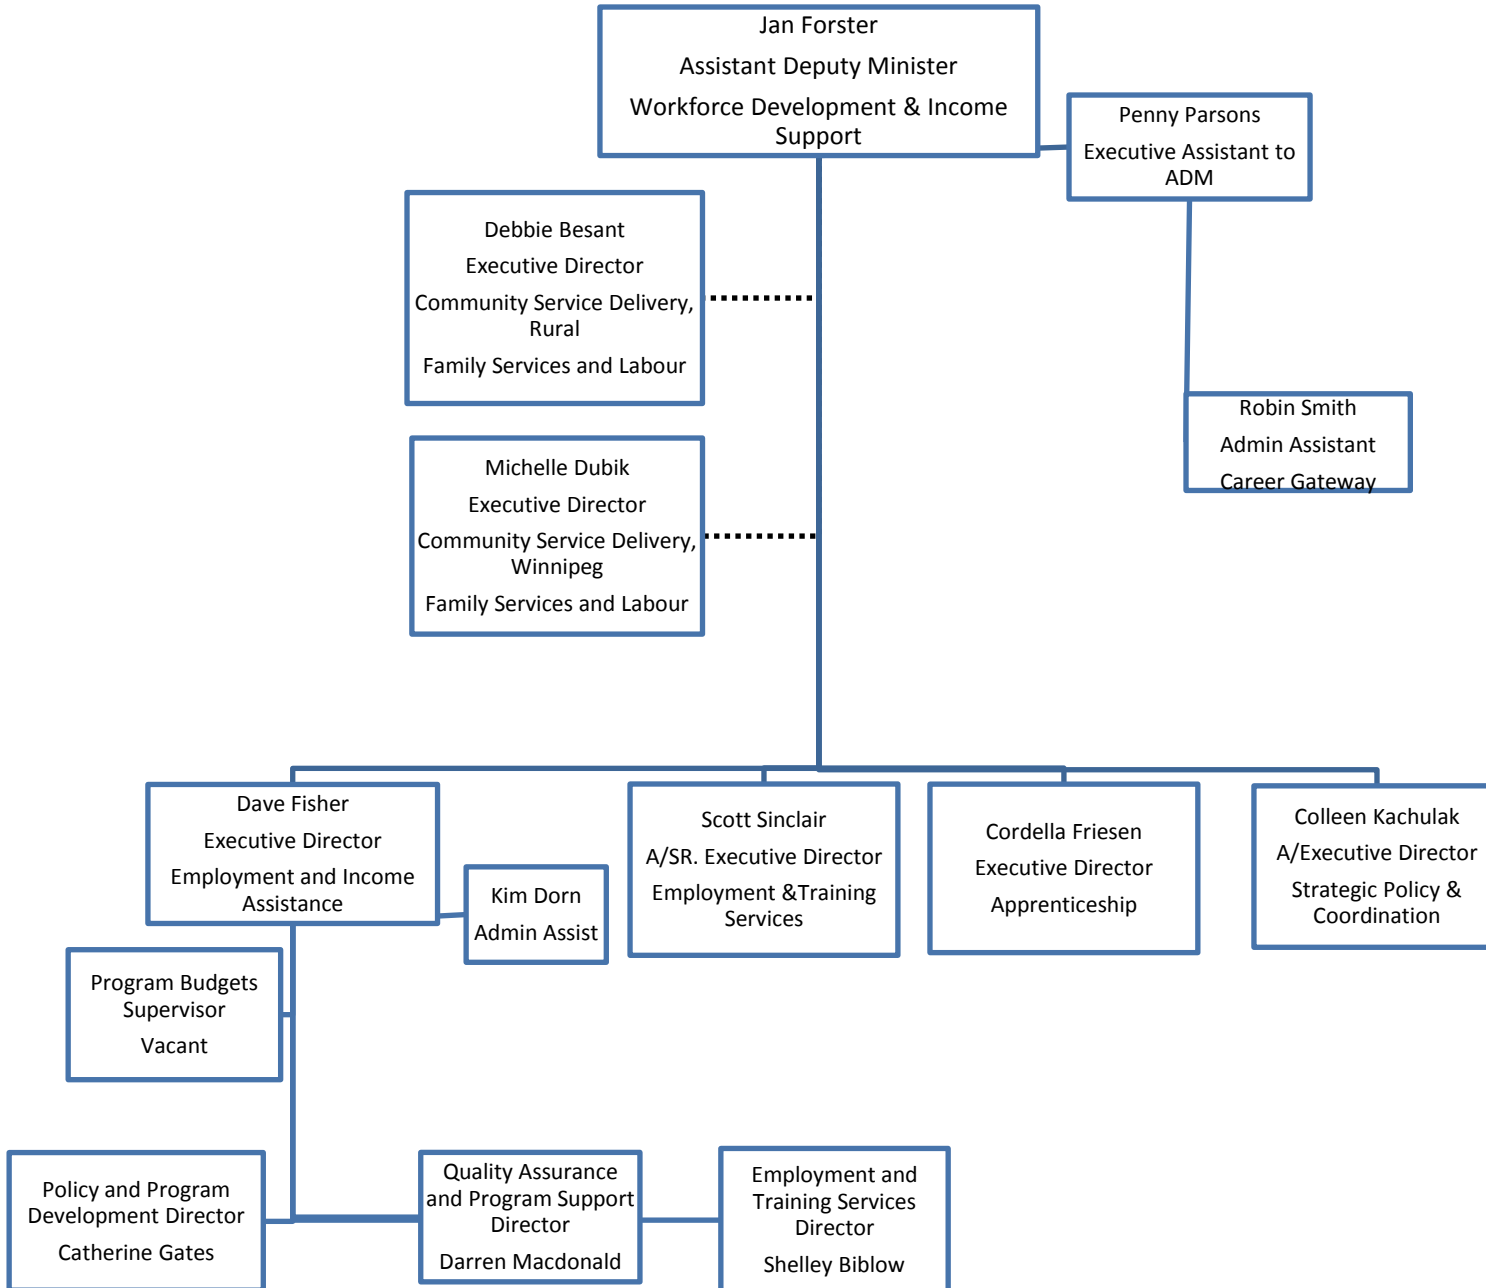 Jan Forster
Assistant Deputy Minister
Workforce Development & Income
Support
Penny Parsons
Executive Assistant to
ADM
Debbie Besant
Executive Director
Community Service Delivery,
Rural
Family Services and Labour
Robin Smith
Admin Assistant
Career Gateway
Michelle Dubik
Executive Director
Community Service Delivery,
Winnipeg
Family Services and Labour
Dave Fisher
Executive Director
Employment and Income
Assistance
Kim Dorn
Admin Assist
Scott Sinclair
A/SR. Executive Director
Employment &Training
Services
Cordella Friesen
Executive Director
Apprenticeship
Colleen Kachulak
A/Executive Director
Strategic Policy &
Coordination
Program Budgets
Supervisor
Vacant
Policy and Program
Development Director
Catherine Gates
Quality Assurance
and Program Support
Director
Darren Macdonald
Employment and
Training Services
Director
Shelley Biblow